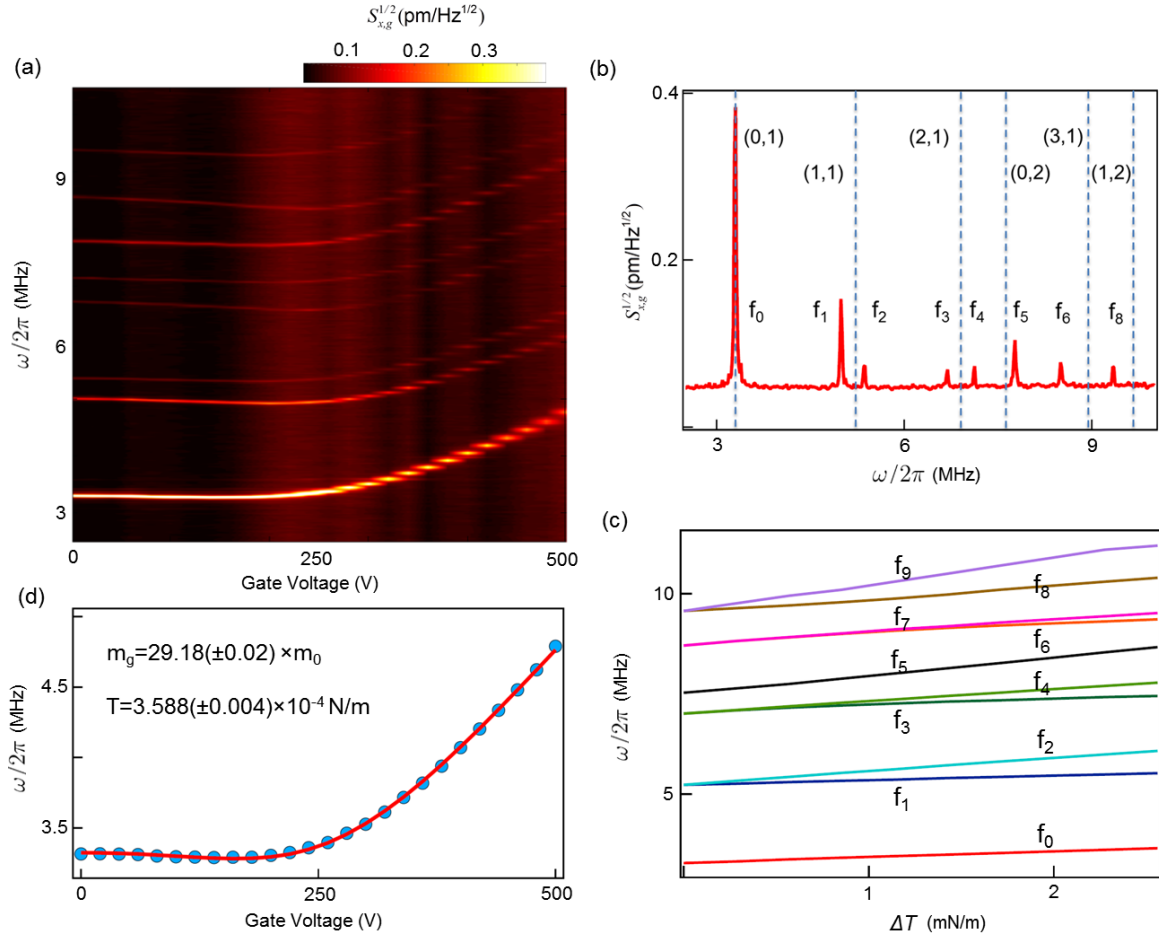 S_{x,g}^{1/2}(pm/Hz^{1/2})
0.1 0.2 0.3
(a)
9
6
3
ω/2π (MHz)
0 250 500
Gate Voltage (V)
(b)
0.4
0.2
S_{x,g}^{1/2}(pm/Hz^{1/2})
(0,1)
(1,1)
(2,1)
(0,2)
(3,1)
(1,2)
f₀ f₁ f₂ f₃ f₄ f₅ f₆ f₈
3 6 9
ω/2π (MHz)
(c)
10
5
ω/2π (MHz)
f₉
f₈
f₇
f₆
f₅
f₄
f₃
f₂
f₁
f₀
1 2
ΔT (mN/m)
(d)
m_g=29.18(±0.02) ×m₀
T=3.588(±0.004)×10⁻⁴ N/m
4.5
3.5
ω/2π (MHz)
0 250 500
Gate Voltage (V)